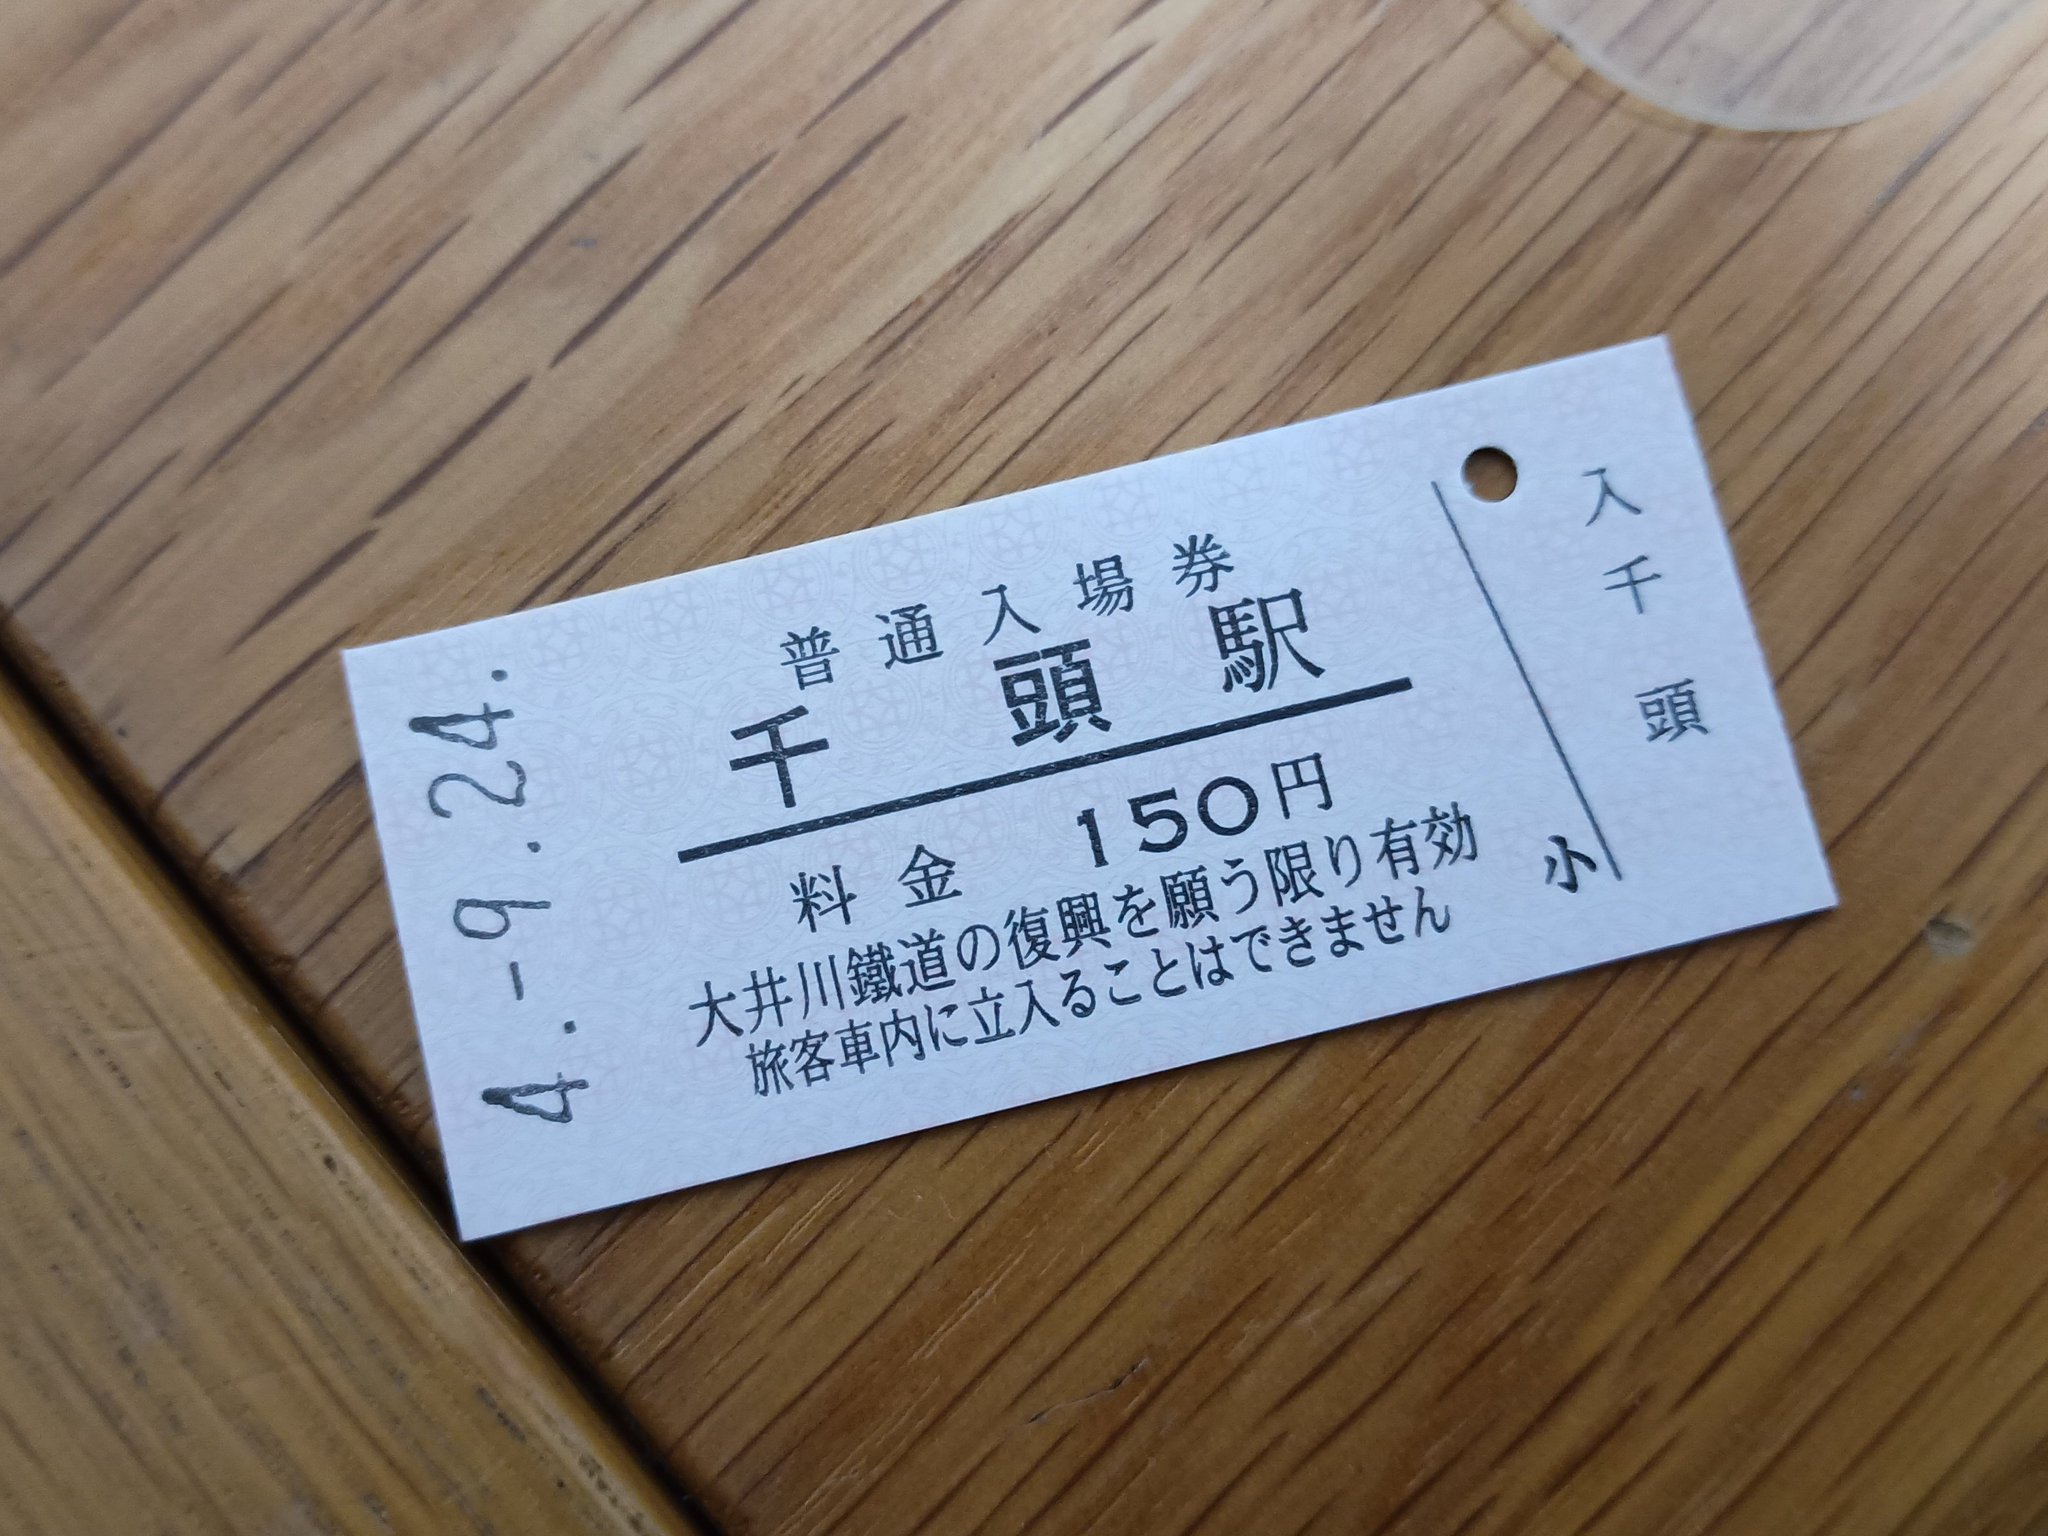 4.-9.24.
普通入場券
千頭駅
料金 150円
大井川鐵道の復興を願う限り有効
旅客車内に立入ることはできません
小
入
千
頭